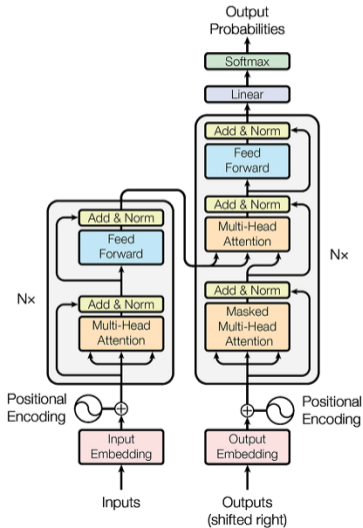 Output
Probabilities
Softmax
Linear
Add & Norm
Feed
Forward
Add & Norm
Multi-Head
Attention
Add & Norm
Masked
Multi-Head
Attention
N×
Add & Norm
Feed
Forward
Add & Norm
Multi-Head
Attention
N×
Positional
Encoding
Positional
Encoding
Input
Embedding
Output
Embedding
Inputs
Outputs
(shifted right)